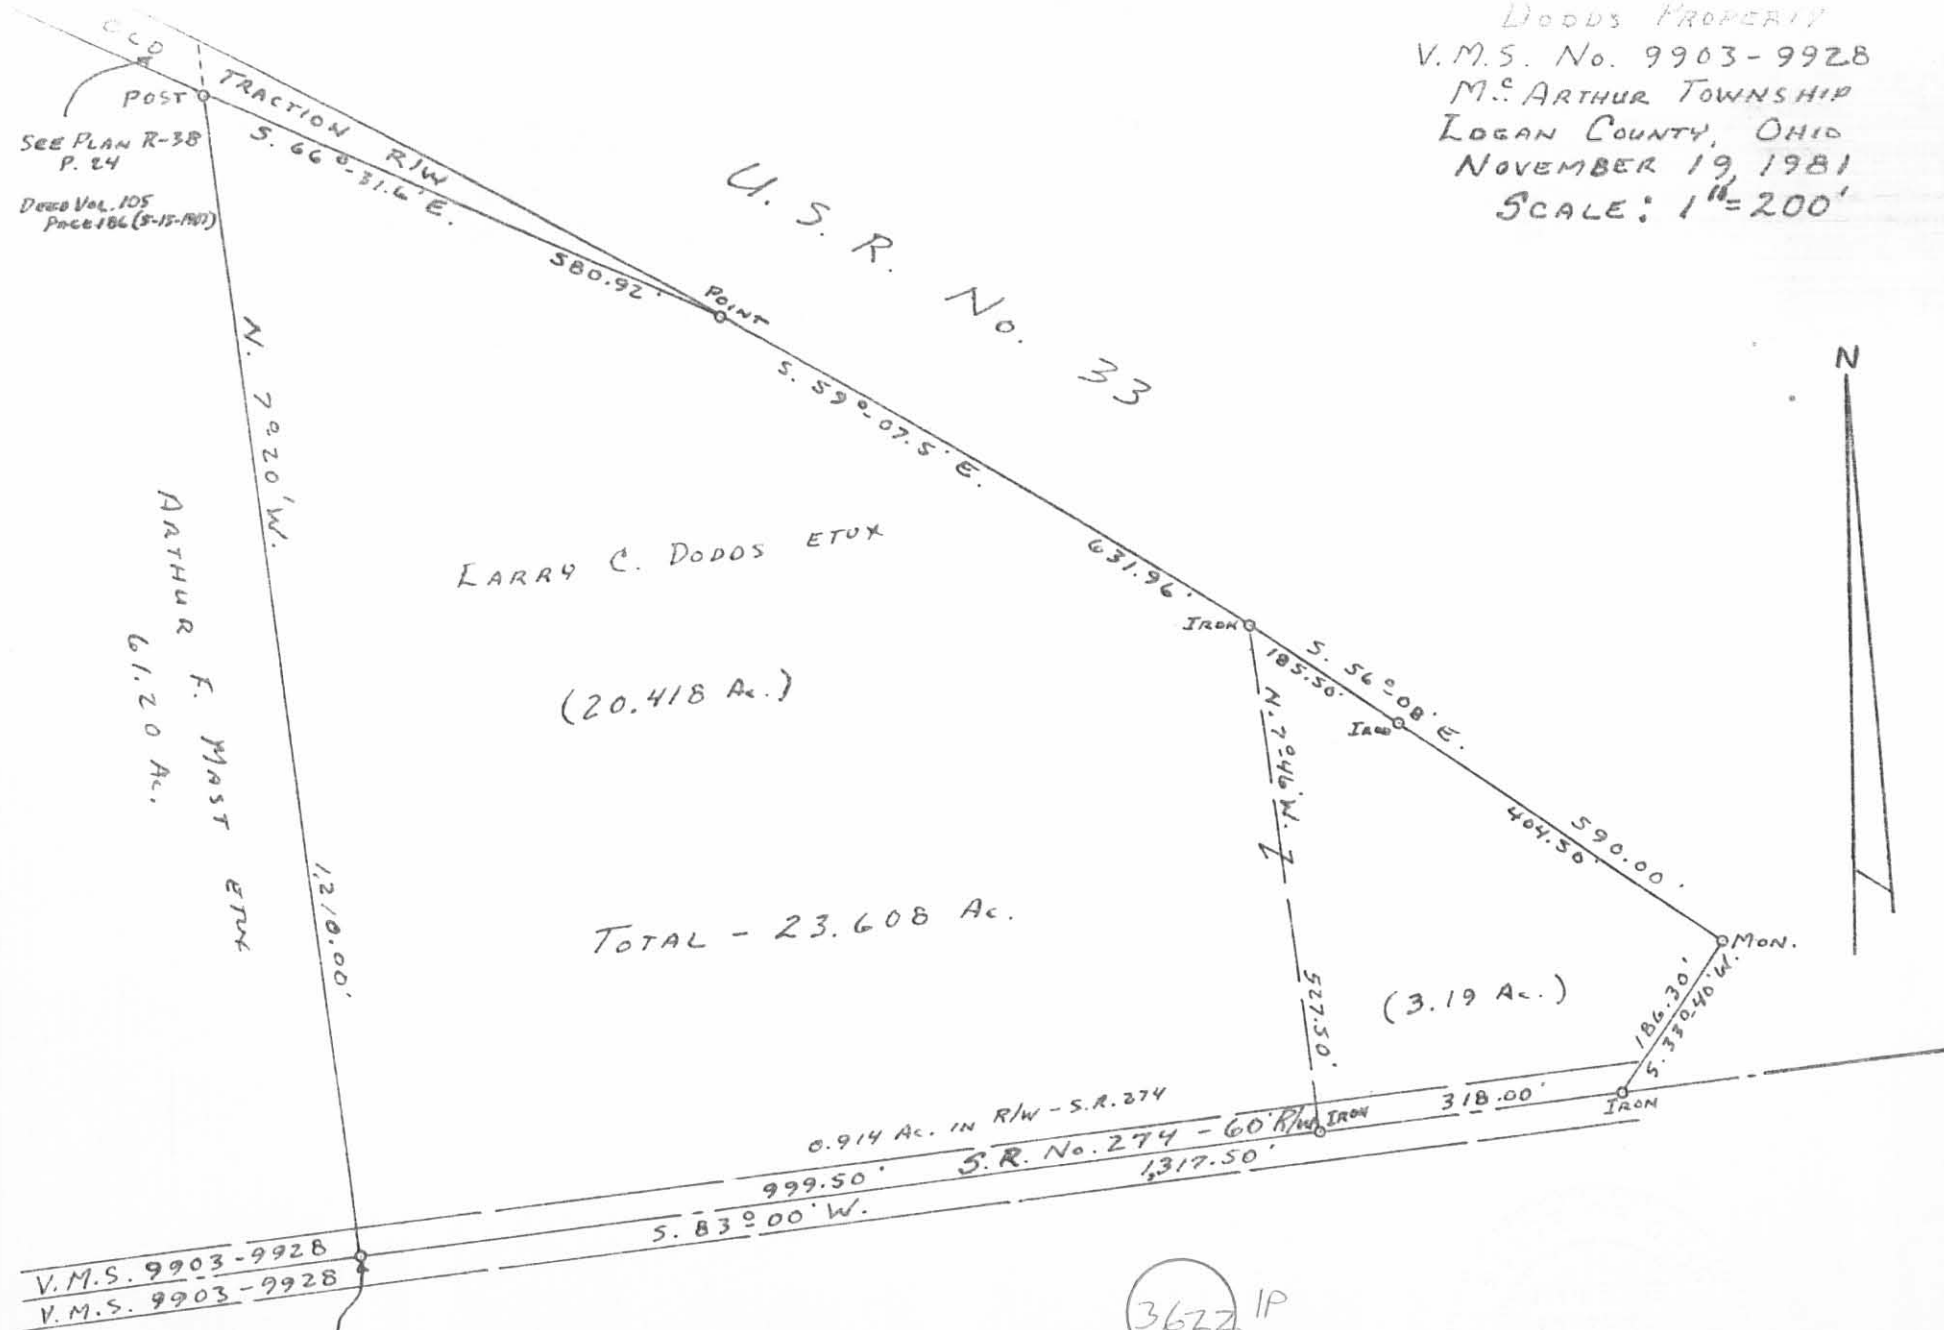 DODDS PROPERTY
V.M.S. No. 9903-9928
Mc ARTHUR TOWNSHIP
LOGAN COUNTY, OHIO
NOVEMBER 19, 1981
SCALE: 1"=200'
OLD
TRACTION R/W
POST
SEE PLAN R-38
P. 24
DEED VOL. 105
PAGE 186
S. 66°-31.6' E.
580.92'
POINT
U. S. R. No. 33
N
S. 59°-07.5' E.
631.96'
N. 7°20' W.
1,210.00'
ARTHUR F. MAST ETUX
61.20 Ac.
LARRY C. DODDS ETUX
(20.418 Ac.)
TOTAL - 23.608 Ac.
IRON
S. 56°-08' E.
185.50'
IRON
404.50'
590.00'
MON.
N. 7°46' W.
527.50'
(3.19 Ac.)
186.30'
S. 33°-40' W.
IRON
318.00'
IRON
0.914 Ac. IN R/W - S.R. 274
S.R. No. 274 - 60' R/W
999.50'
1,317.50'
S. 83°00' W.
V.M.S. 9903-9928
V.M.S. 9903-9928
3622 IP